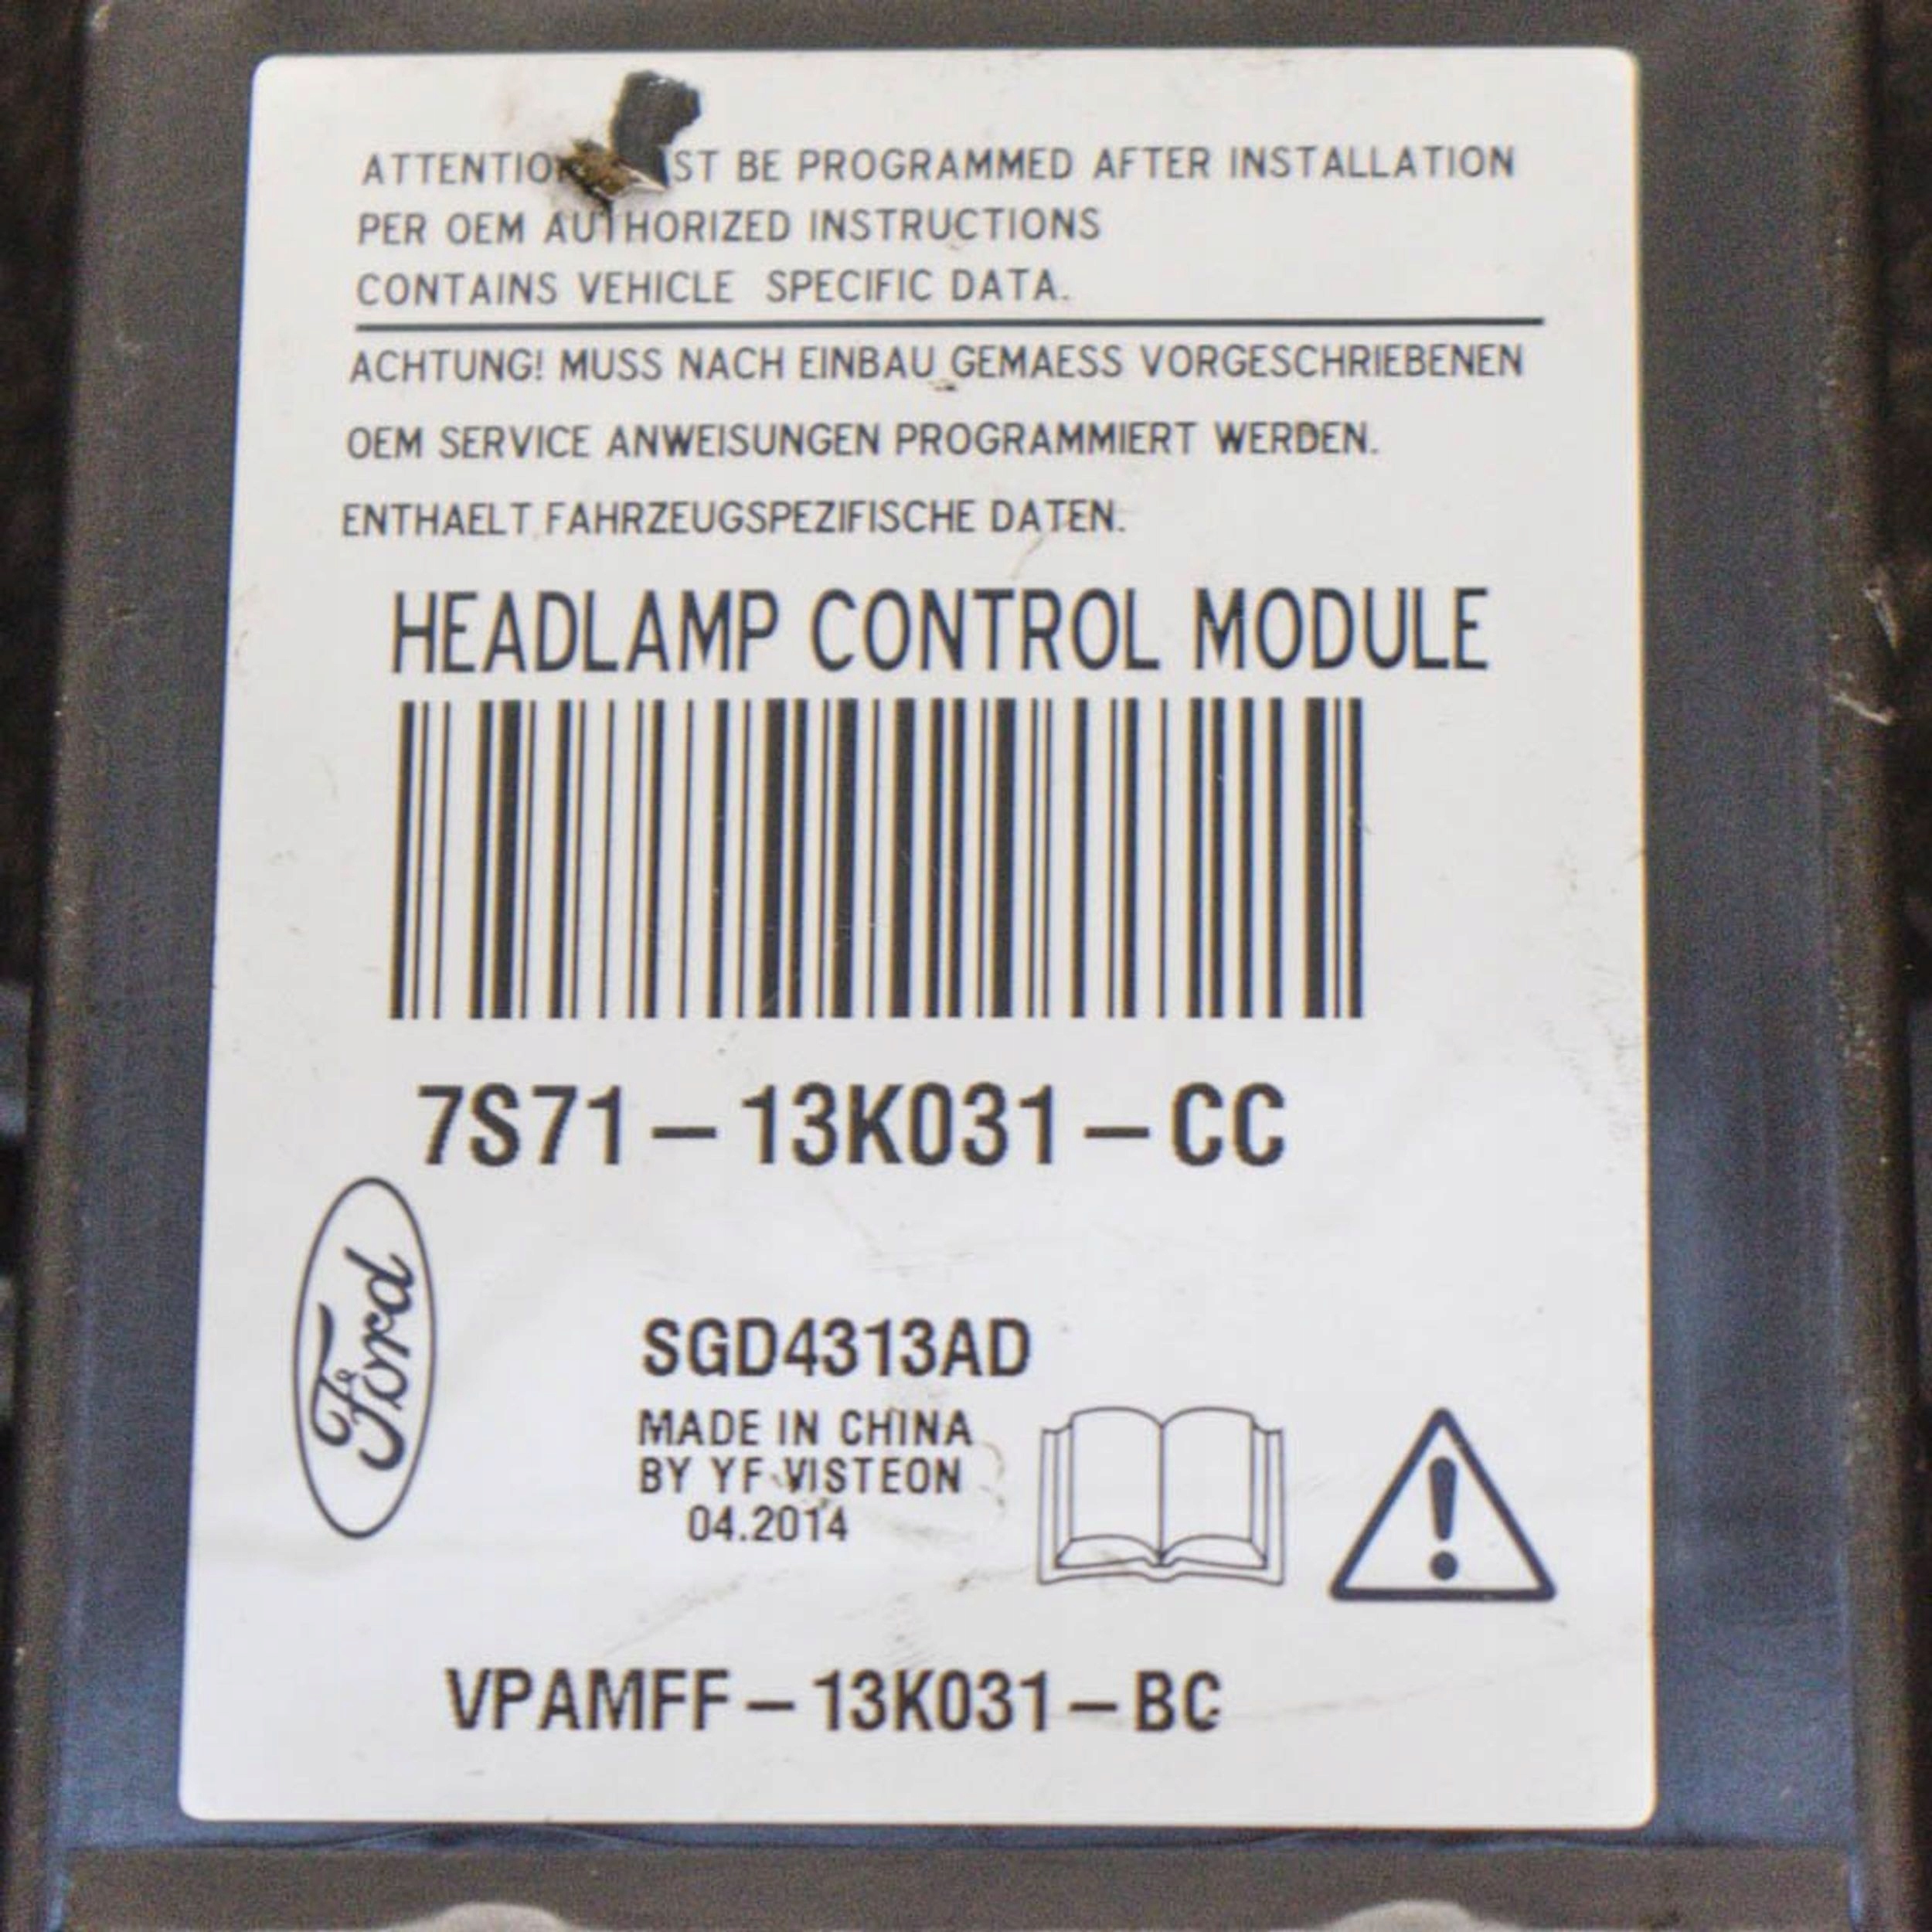 BE PROGRAMMED AFTER INSTALLATION
PER OEM AUTHORIZED INSTRUCTIONS
CONTAINS VEHICLE SPECIFIC DATA.
ACHTUNG! MUSS NACH EINBAU GEMAESS VORGESCHRIEBENEN
OEM SERVICE ANWEISUNGEN PROGRAMMIERT WERDEN.
ENTHAELT FAHRZEUGSPEZIFISCHE DATEN.
HEADLAMP CONTROL MODULE
7S71-13K031-CC
Ford
SGD4313AD
MADE IN CHINA
BY YF VISTEON
04.2014
VPAMFF-13K031-BC